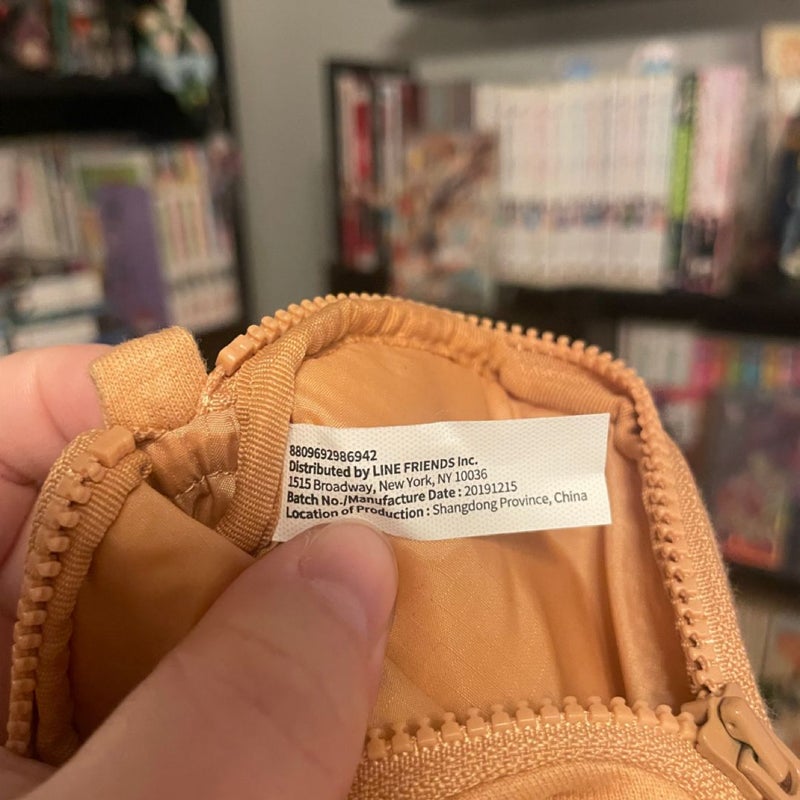 8809692986942
Distributed by LINE FRIENDS Inc.
1515 Broadway, New York, NY 10036
Batch No./Manufacture Date : 20191215
Location of Production : Shangdong Province, China